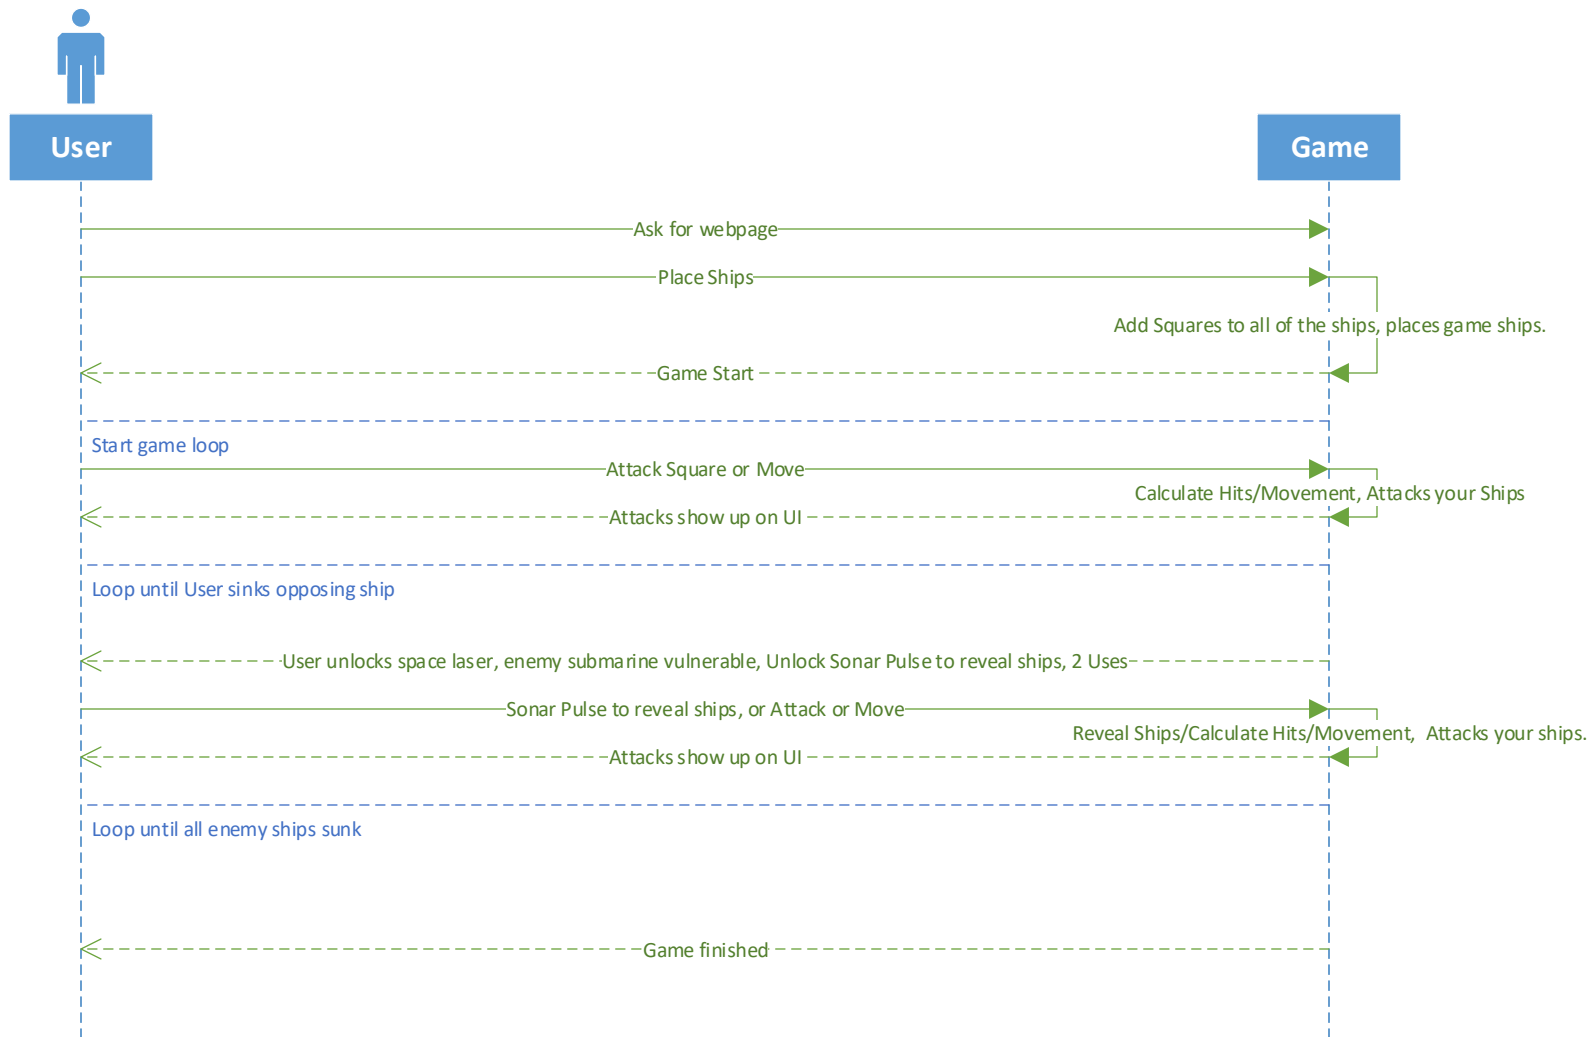 User
Game
Ask for webpage
Place Ships
Add Squares to all of the ships, places game ships.
Game Start
Start game loop
Attack Square or Move
Calculate Hits/Movement, Attacks your Ships
Attacks show up on UI
Loop until User sinks opposing ship
User unlocks space laser, enemy submarine vulnerable, Unlock Sonar Pulse to reveal ships, 2 Uses
Sonar Pulse to reveal ships, or Attack or Move
Reveal Ships/Calculate Hits/Movement, Attacks your ships.
Attacks show up on UI
Loop until all enemy ships sunk
Game finished